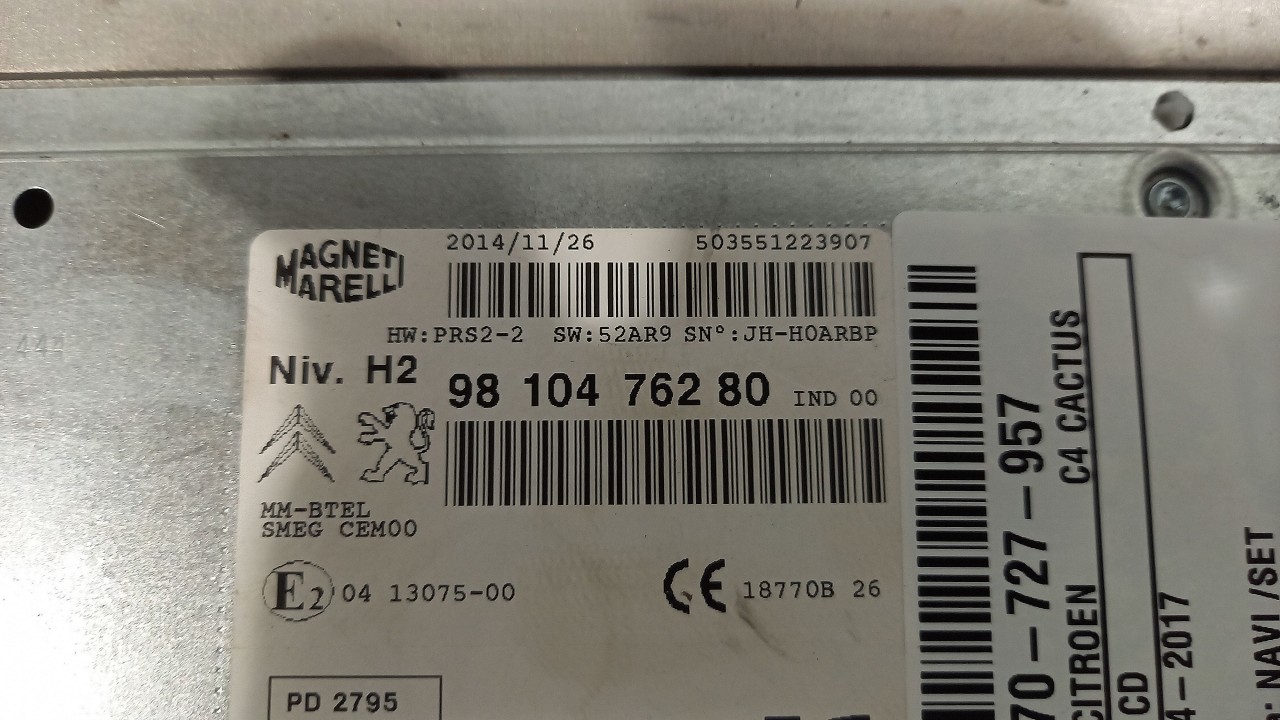 MAGNETI
MARELLI
2014/11/26 503551223907
HW:PRS2-2 SW:52AR9 SN°:JH-H0ARBP
Niv. H2
98 104 762 80 IND 00
MM-BTEL
SMEG CEM00
E2 04 13075-00
CE 18770B 26
PD 2795
70-727-957
CITROEN C4 CACTUS
CD
4-2017
NAVI /SET